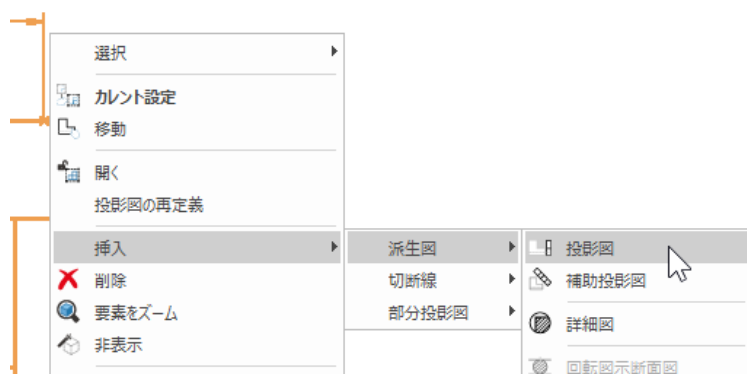 選択
カレント設定
移動
開く
投影図の再定義
挿入
削除
要素をズーム
非表示
派生図
切断線
部分投影図
投影図
補助投影図
詳細図
回転図示断面図